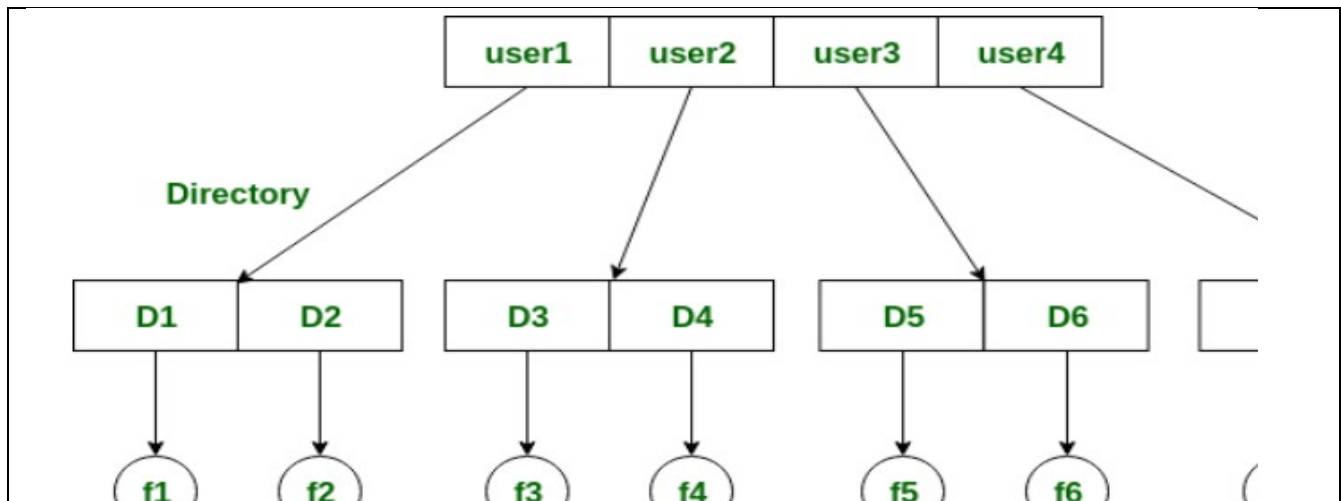 user1 user2 user3 user4
Directory
D1 D2 D3 D4 D5 D6
f1 f2 f3 f4 f5 f6